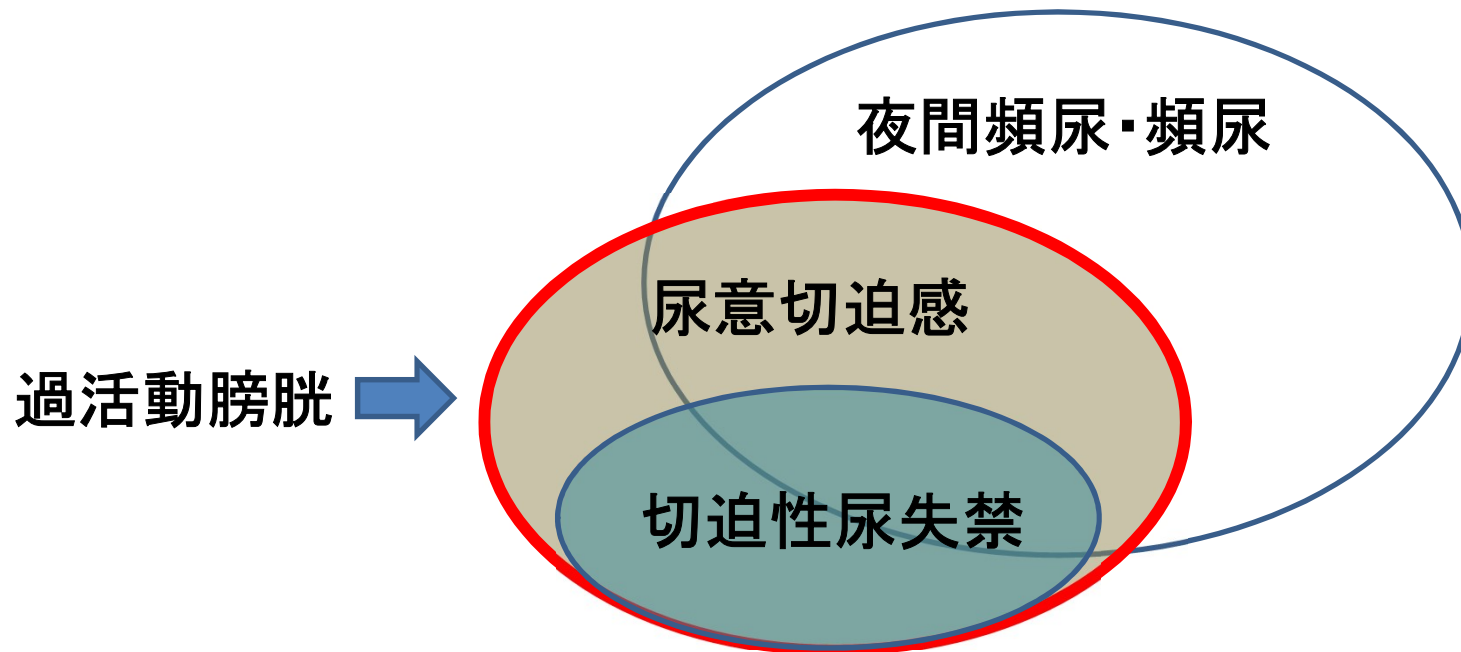 夜間頻尿・頻尿
尿意切迫感
過活動膀胱
切迫性尿失禁